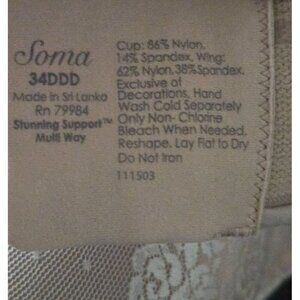 Soma
34DDD
Made in Sri Lanka
Rn 79984
Stunning Support™
Multi Way
Cup: 86% Nylon,
14% Spandex, Wing:
62% Nylon, 38% Spandex.
Exclusive of
Decorations, Hand
Wash Cold Separately
Only Non- Chlorine
Bleach When Needed,
Reshape, Lay Flat to Dry
Do Not Iron
111503